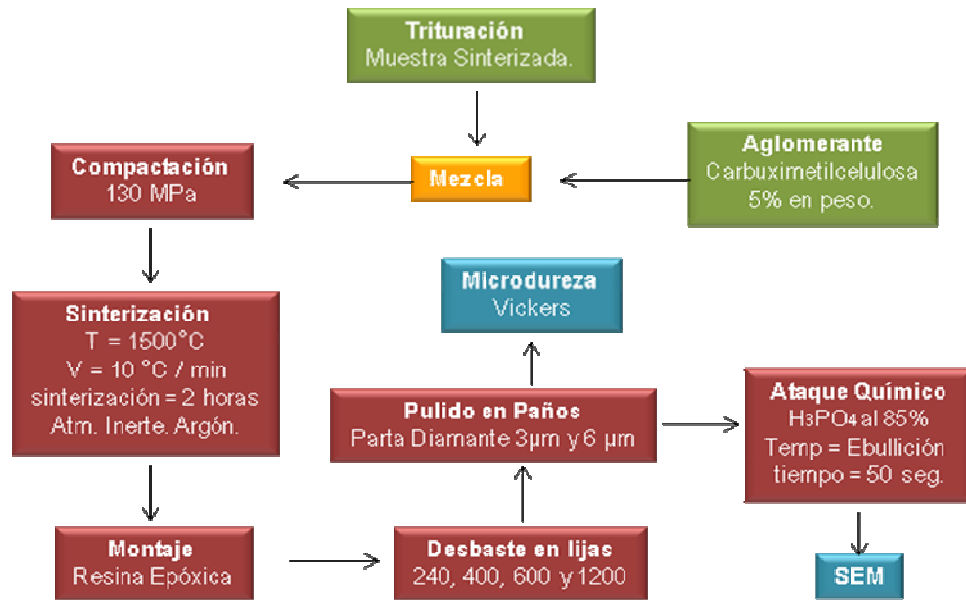 Trituración
Muestra Sinterizada.
Aglomerante
Carbuximetilcelulosa
5% en peso.
Mezcla
Compactación
130 MPa
Sinterización
T = 1500°C
V = 10 °C / min
sinterización = 2 horas
Atm. Inerte. Argón.
Montaje
Resina Epóxica
Desbaste en lijas
240, 400, 600 y 1200
Pulido en Paños
Parta Diamante 3µm y 6 µm
Microdureza
Vickers
Ataque Químico
H₃PO₄ al 85%
Temp = Ebullición
tiempo = 50 seg.
SEM